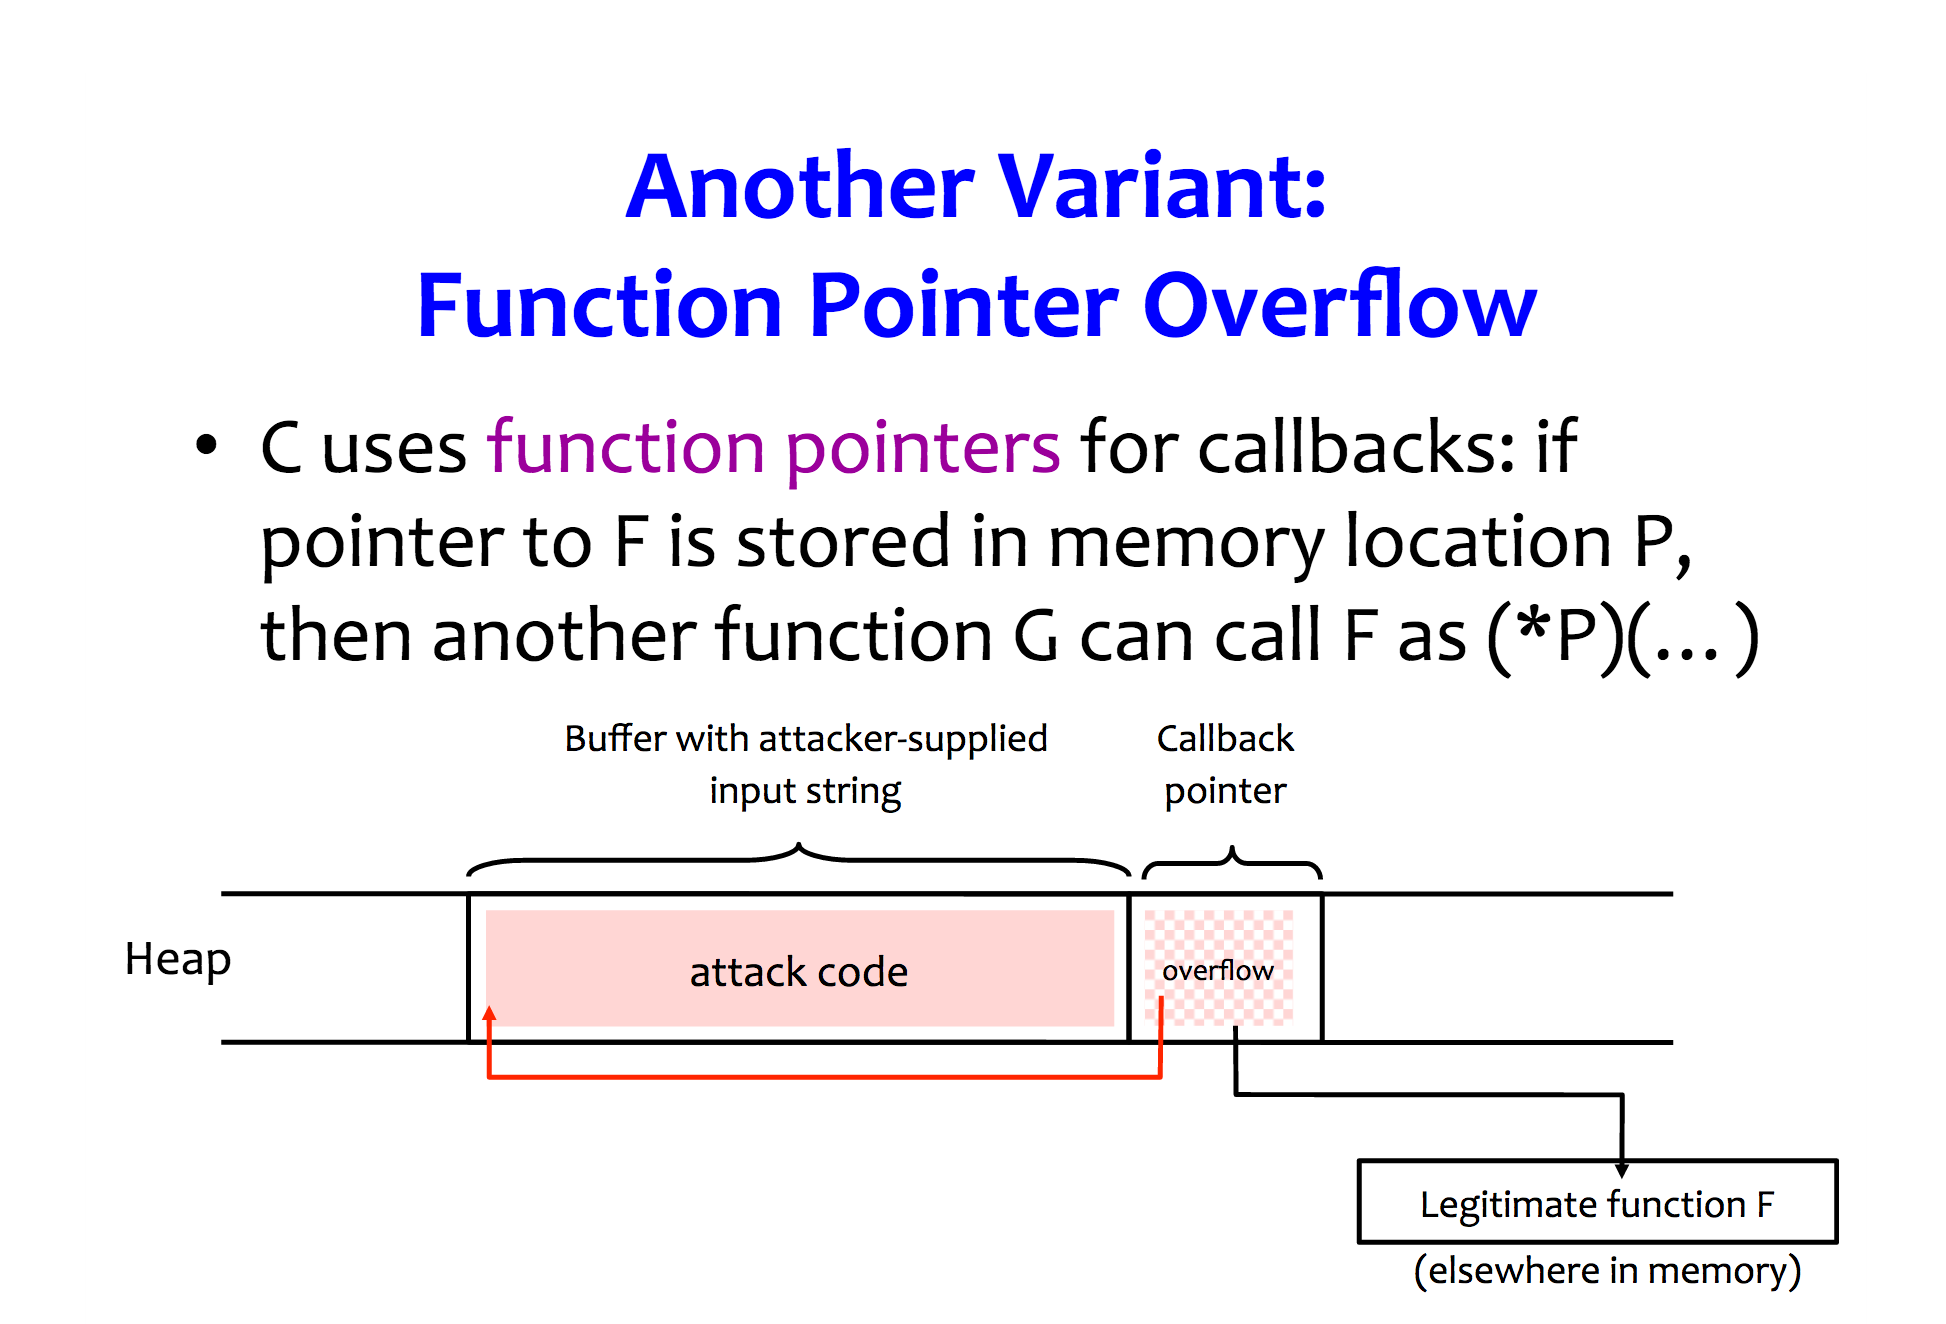 Another Variant:
Function Pointer Overflow
• C uses function pointers for callbacks: if
pointer to F is stored in memory location P,
then another function G can call F as (*P)(… )
Buffer with attacker-supplied
input string
Callback
pointer
Heap
attack code
overflow
Legitimate function F
(elsewhere in memory)